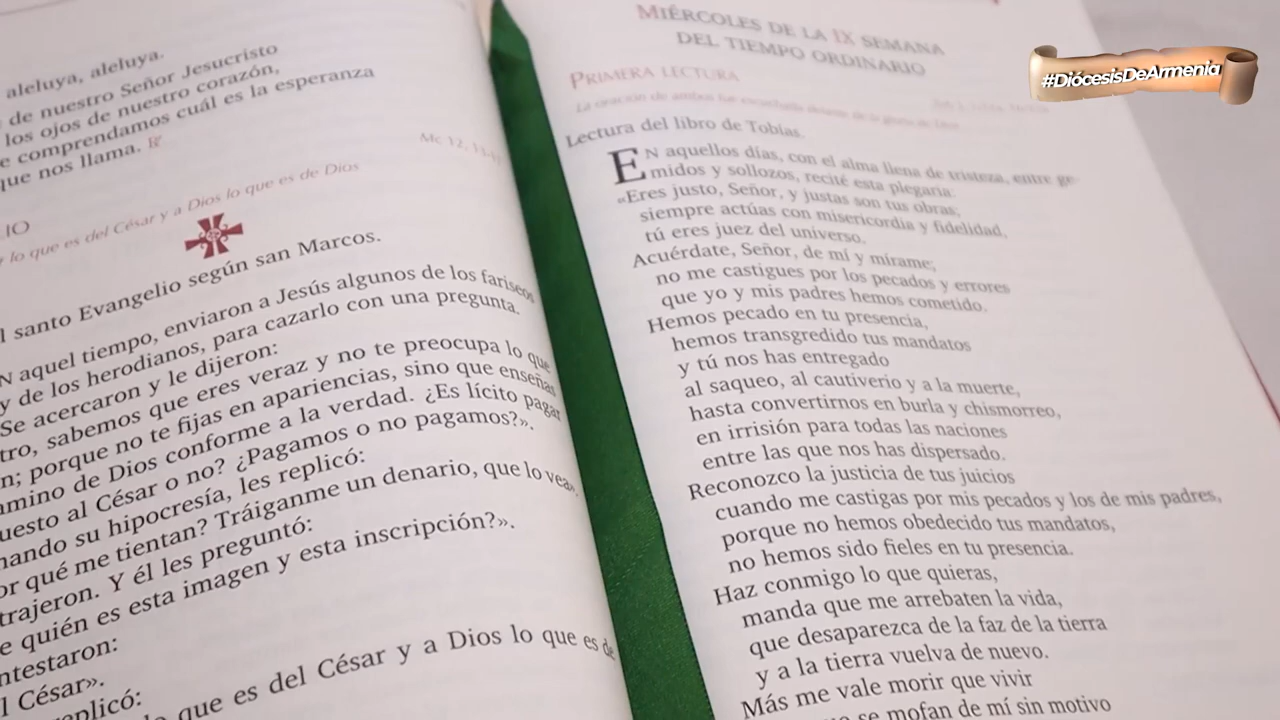 aleluya, aleluya.
de nuestro Señor Jesucristo
los ojos de nuestro corazón,
comprendamos cuál es la esperanza
que nos llama. ℟
Mc 12,
lo que es del César y a Dios lo que es de Dios
santo Evangelio según san Marcos.
N aquel tiempo, enviaron a Jesús algunos de los fariseos
y de los herodianos, para cazarlo con una pregunta.
Se acercaron y le dijeron:
tro, sabemos que eres veraz y no te preocupa lo que
n; porque no te fijas en apariencias, sino que enseñas
amino de Dios conforme a la verdad. ¿Es lícito pagar
uesto al César o no? ¿Pagamos o no pagamos?».
nando su hipocresía, les replicó:
or qué me tientan? Tráiganme un denario, que lo vea».
trajeron. Y él les preguntó:
e quién es esta imagen y esta inscripción?».
ntestaron:
l César».
replicó:
que es del César y a Dios lo que es de
MIÉRCOLES DE LA IX SEMANA
DEL TIEMPO ORDINARIO
PRIMERA LECTURA
Lectura del libro de Tobías.
EN aquellos días, con el alma llena de tristeza, entre ge-
midos y sollozos, recité esta plegaria:
«Eres justo, Señor, y justas son tus obras,
siempre actúas con misericordia y fidelidad,
tú eres juez del universo.
Acuérdate, Señor, de mí y mírame;
no me castigues por los pecados y errores
que yo y mis padres hemos cometido.
Hemos pecado en tu presencia,
hemos transgredido tus mandatos
y tú nos has entregado
al saqueo, al cautiverio y a la muerte,
hasta convertirnos en burla y chismorreo,
en irrisión para todas las naciones
entre las que nos has dispersado.
Reconozco la justicia de tus juicios
cuando me castigas por mis pecados y los de mis padres,
porque no hemos obedecido tus mandatos,
no hemos sido fieles en tu presencia.
Haz conmigo lo que quieras,
manda que me arrebaten la vida,
que desaparezca de la faz de la tierra
y a la tierra vuelva de nuevo.
Más me vale morir que vivir
se mofan de mí sin motivo
#DiócesisDeArmenia